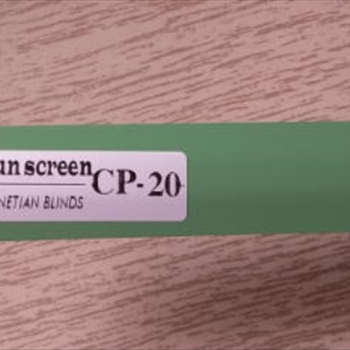 un screen
CP-20
NETIAN BLINDS